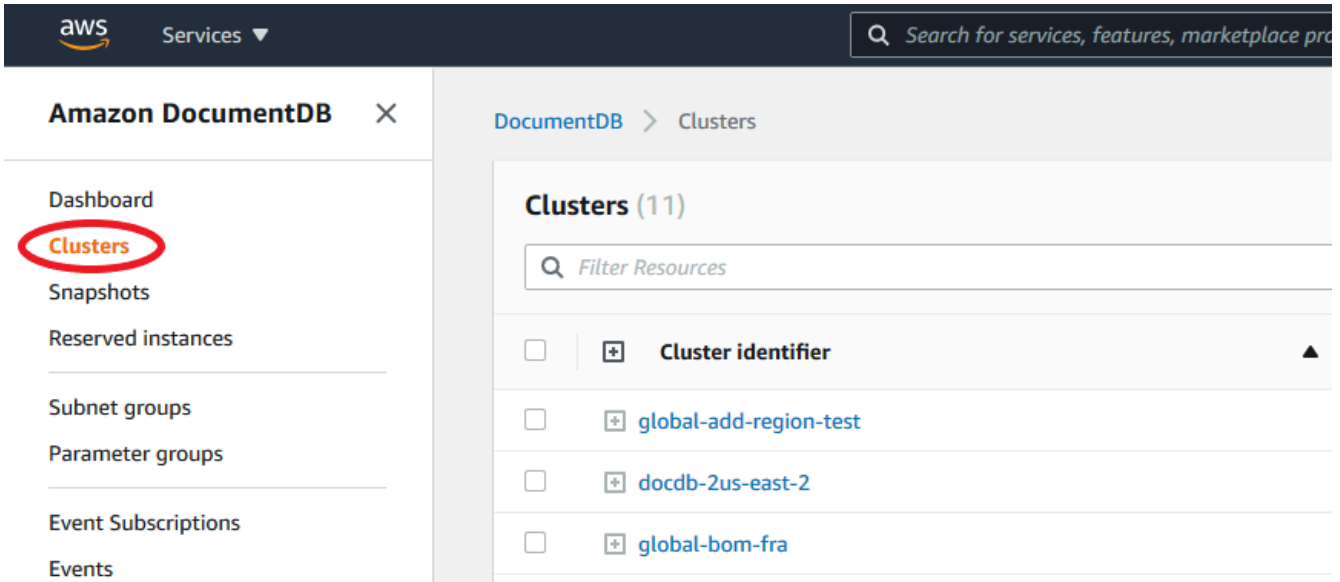 aws
Services ▼
Search for services, features, marketplace pro
Amazon DocumentDB
Dashboard
Clusters
Snapshots
Reserved instances
Subnet groups
Parameter groups
Event Subscriptions
Events
DocumentDB > Clusters
Clusters (11)
Filter Resources
Cluster identifier ▲
global-add-region-test
docdb-2us-east-2
global-bom-fra